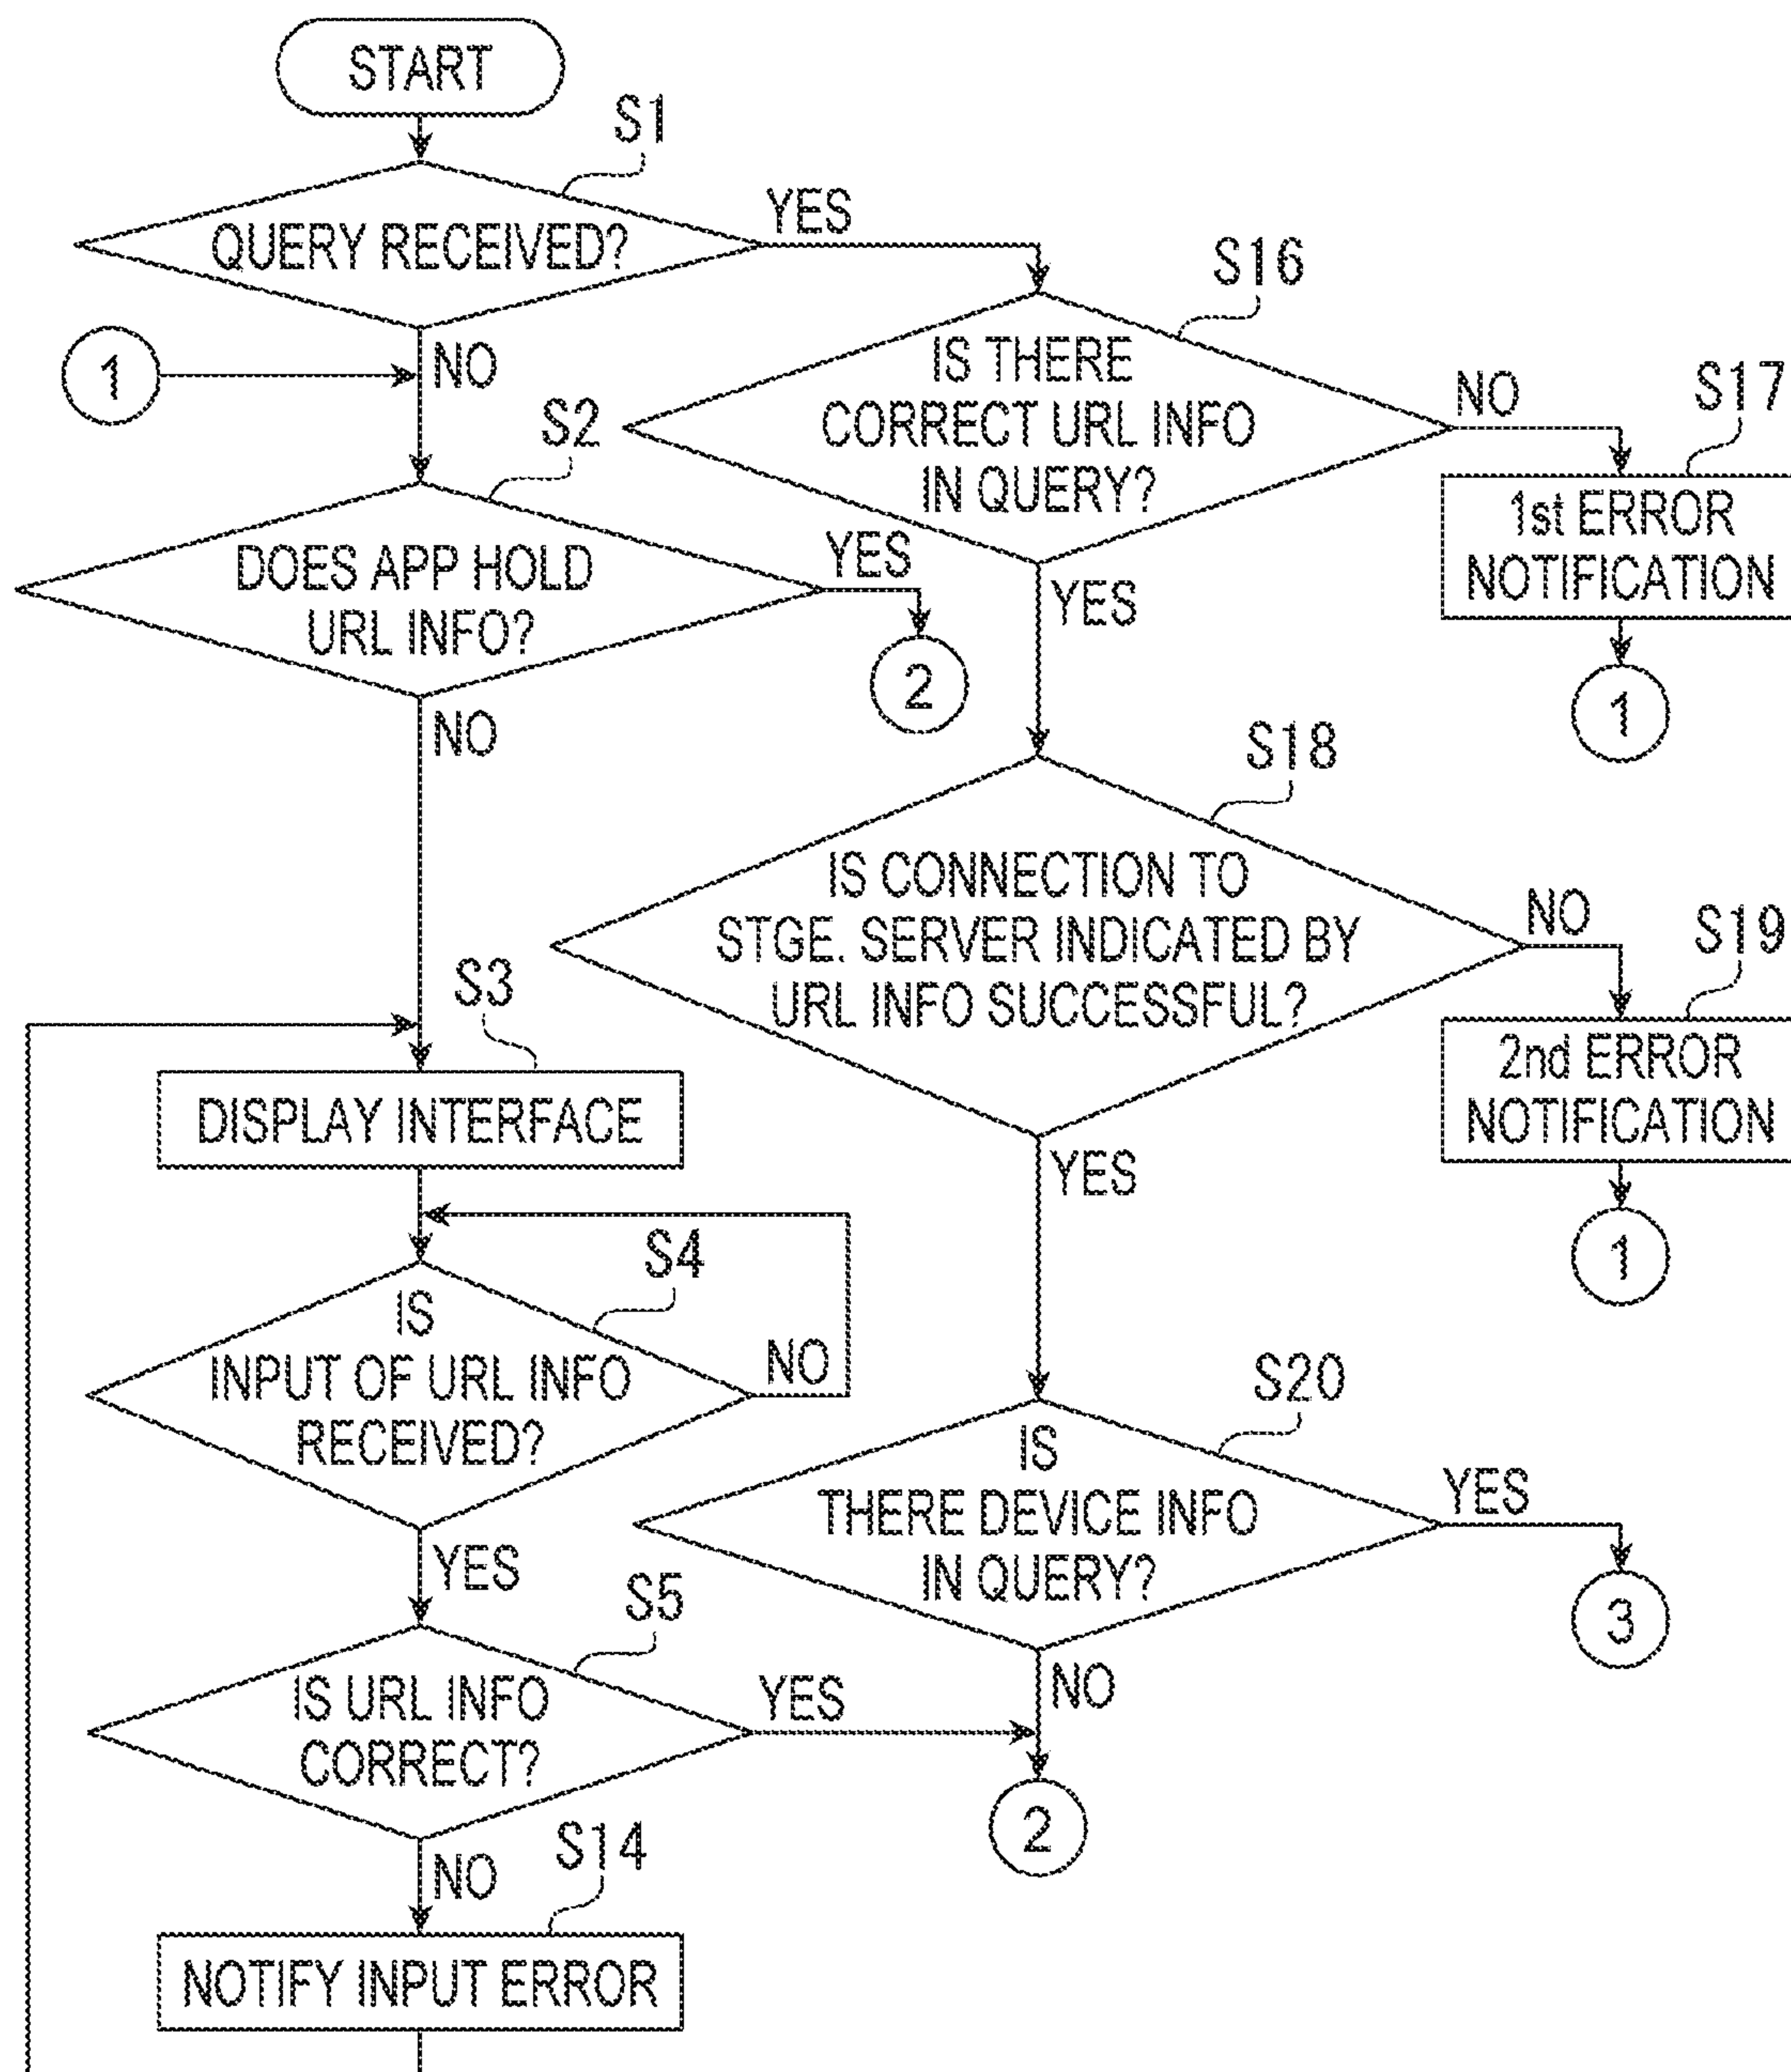 START
S1
QUERY RECEIVED?
YES
NO
1
S2
DOES APP HOLD
URL INFO?
YES
2
NO
S3
DISPLAY INTERFACE
S4
IS
INPUT OF URL INFO
RECEIVED?
NO
YES
S5
IS URL INFO
CORRECT?
YES
NO
S14
NOTIFY INPUT ERROR
S16
IS THERE
CORRECT URL INFO
IN QUERY?
NO
S17
1st ERROR
NOTIFICATION
1
YES
S18
IS CONNECTION TO
STGE. SERVER INDICATED BY
URL INFO SUCCESSFUL?
NO
S19
2nd ERROR
NOTIFICATION
1
YES
S20
IS
THERE DEVICE INFO
IN QUERY?
YES
3
NO
2